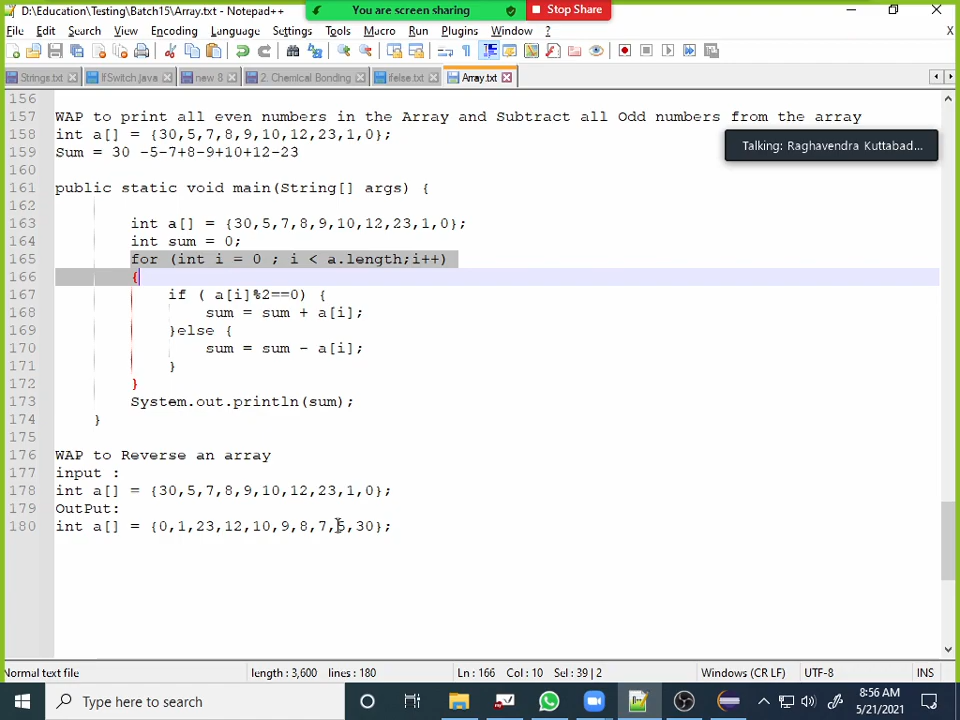 D:\Education\Testing\Batch15\Array.txt - Notepad++
You are screen sharing
Stop Share
File Edit Search View Encoding Language Settings Tools Macro Run Plugins Window ? X
Strings.txt IfSwitch.java new 8 2. Chemical Bonding ifelse.txt Array.txt
156
157 WAP to print all even numbers in the Array and Subtract all Odd numbers from the array
158 int a[] = {30,5,7,8,9,10,12,23,1,0};
Talking: Raghavendra Kuttabad...
159 Sum = 30 -5-7+8-9+10+12-23
160
161 public static void main(String[] args) {
162
163 int a[] = {30,5,7,8,9,10,12,23,1,0};
164 int sum = 0;
165 for (int i = 0 ; i < a.length;i++)
166 {
167 if ( a[i]%2==0) {
168 sum = sum + a[i];
169 }else {
170 sum = sum - a[i];
171 }
172 }
173 System.out.println(sum);
174 }
175
176 WAP to Reverse an array
177 input :
178 int a[] = {30,5,7,8,9,10,12,23,1,0};
179 OutPut:
180 int a[] = {0,1,23,12,10,9,8,7,5,30};
Normal text file length : 3,600 lines : 180 Ln : 166 Col : 10 Sel : 39 | 2 Windows (CR LF) UTF-8 INS
Type here to search
8:56 AM
5/21/2021